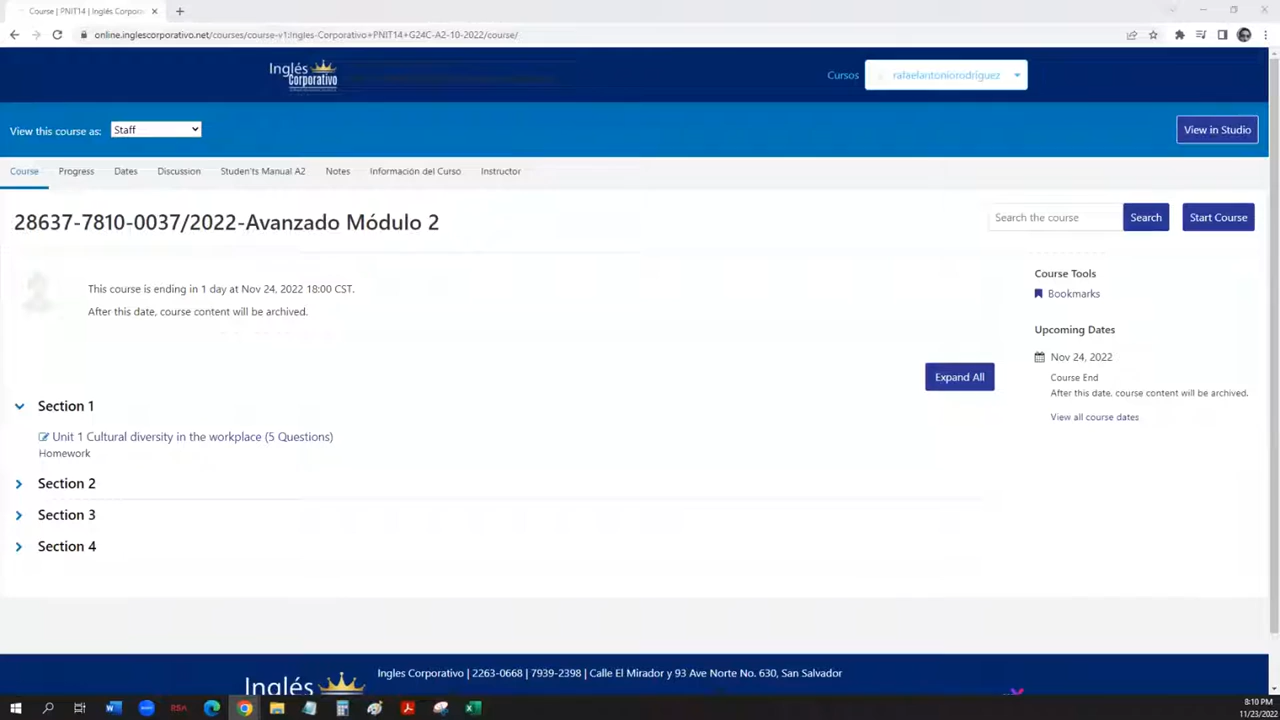 Course | PNIT14 | Inglés Corporativo
online.inglescorporativo.net/courses/course-v1:Ingles-Corporativo+PNIT14+G24C-A2-10-2022/course/
Inglés
Corporativo
Cursos
rafaelantoniorodriguez
View this course as:
Staff
View in Studio
Course
Progress
Dates
Discussion
Studen'ts Manual A2
Notes
Información del Curso
Instructor
28637-7810-0037/2022-Avanzado Módulo 2
Search the course
Search
Start Course
This course is ending in 1 day at Nov 24, 2022 18:00 CST.
After this date, course content will be archived.
Course Tools
Bookmarks
Upcoming Dates
Nov 24, 2022
Course End
After this date, course content will be archived.
View all course dates
Expand All
Section 1
Unit 1 Cultural diversity in the workplace (5 Questions)
Homework
Section 2
Section 3
Section 4
Inglés
Ingles Corporativo | 2263-0668 | 7939-2398 | Calle El Mirador y 93 Ave Norte No. 630, San Salvador
8:10 PM
11/23/2022